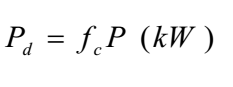 P_d = f_c P (kW)